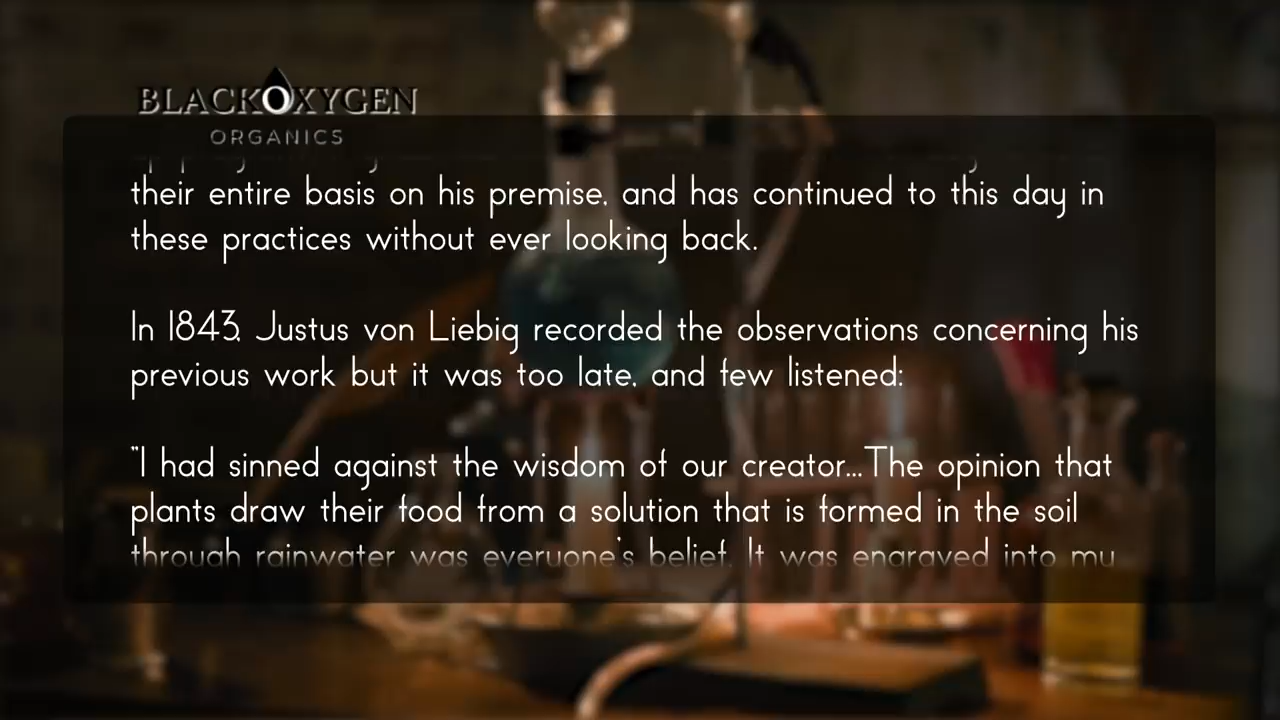 BLACKOXYGEN
ORGANICS
their entire basis on his premise, and has continued to this day in
these practices without ever looking back.
In 1843, Justus von Liebig recorded the observations concerning his
previous work but it was too late, and few listened:
"I had sinned against the wisdom of our creator...The opinion that
plants draw their food from a solution that is formed in the soil
through rainwater was everyone's belief. It was engraved into my